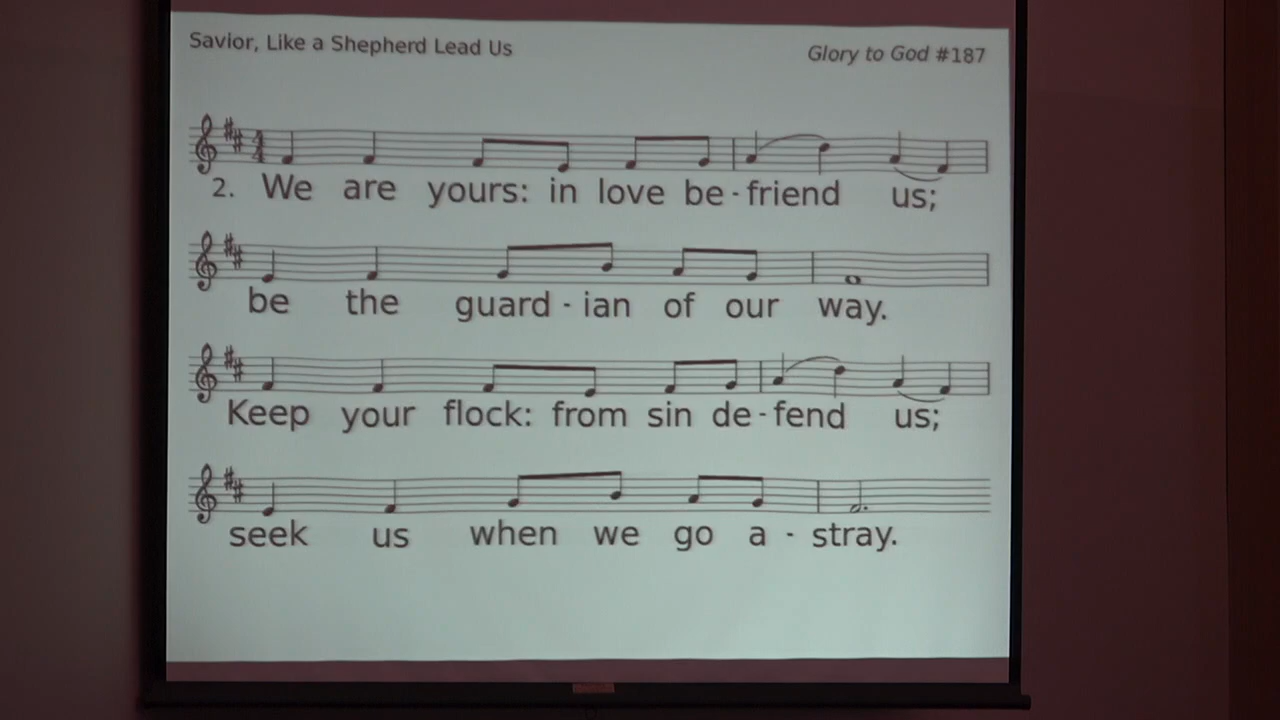 Savior, Like a Shepherd Lead Us
Glory to God #187
4
4
2. We are yours: in love be - friend us;
be the guard - ian of our way.
Keep your flock: from sin de - fend us;
seek us when we go a - stray.